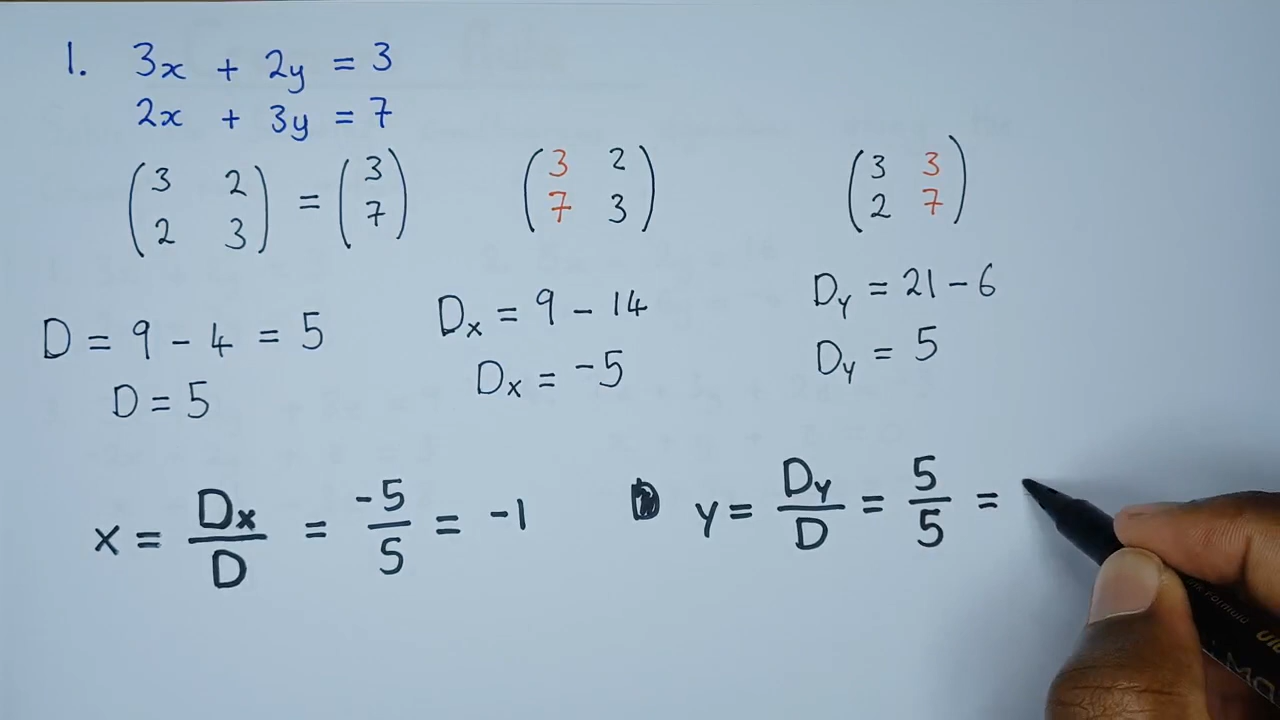 1. 3x + 2y = 3
2x + 3y = 7
(3 2) = (3) (3 2) (3 3)
(2 3) (7) (7 3) (2 7)
D = 9 - 4 = 5 Dx = 9 - 14 Dy = 21 - 6
D = 5 Dx = -5 Dy = 5
x = Dx/D = -5/5 = -1 y = Dy/D = 5/5 =